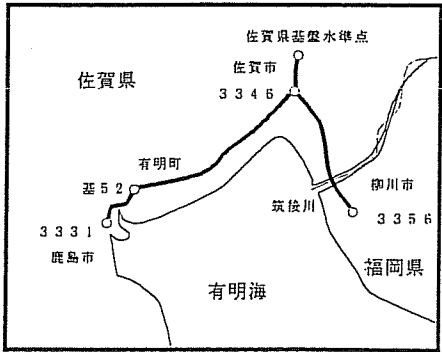 佐賀県基盤水準点
佐賀市
3346
佐賀県
有明町
基52
柳川市
筑後川
3356
3331
鹿島市
福岡県
有明海